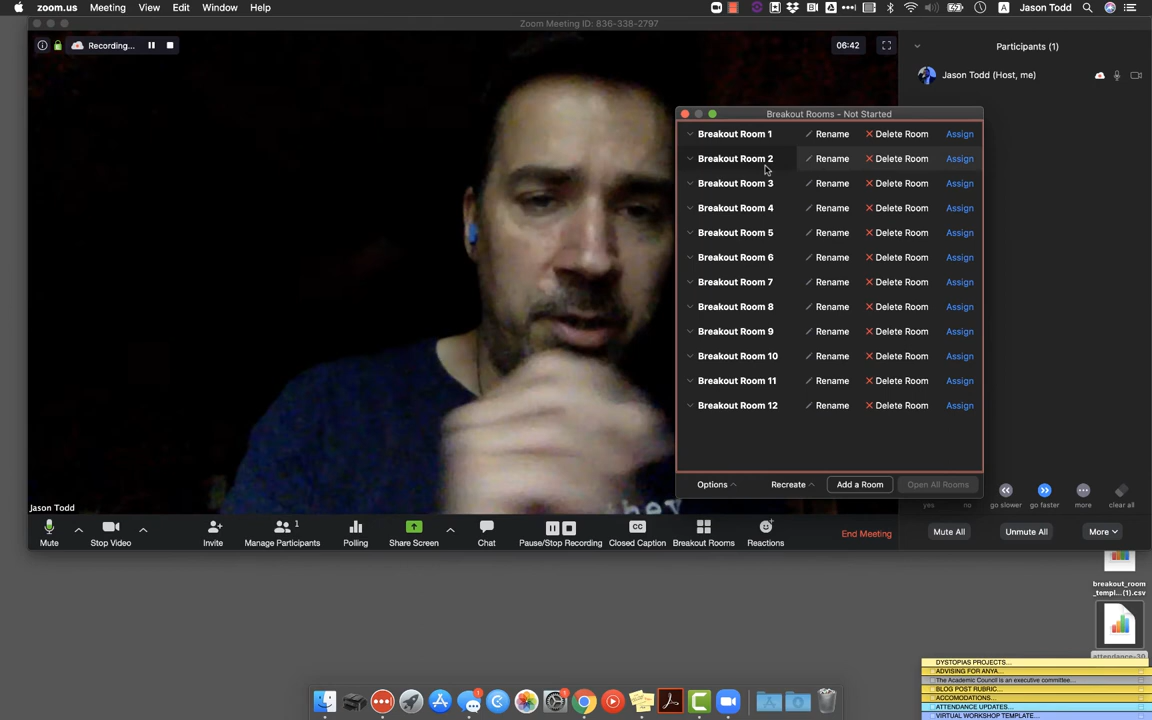 zoom.us Meeting View Edit Window Help
A Jason Todd
Zoom Meeting ID: 836-338-2797
Recording...
06:42
Participants (1)
Jason Todd (Host, me)
Breakout Rooms - Not Started
Breakout Room 1 Rename Delete Room Assign
Breakout Room 2 Rename Delete Room Assign
Breakout Room 3 Rename Delete Room Assign
Breakout Room 4 Rename Delete Room Assign
Breakout Room 5 Rename Delete Room Assign
Breakout Room 6 Rename Delete Room Assign
Breakout Room 7 Rename Delete Room Assign
Breakout Room 8 Rename Delete Room Assign
Breakout Room 9 Rename Delete Room Assign
Breakout Room 10 Rename Delete Room Assign
Breakout Room 11 Rename Delete Room Assign
Breakout Room 12 Rename Delete Room Assign
Options Recreate Add a Room Open All Rooms
yes no go slower go faster more clear all
they
Jason Todd
Mute Stop Video Invite Manage Participants 1 Polling Share Screen Chat Pause/Stop Recording Closed Caption Breakout Rooms Reactions End Meeting
Mute All Unmute All More
breakout_room
_templ...(1).csv
attendance-30
DYSTOPIAS PROJECTS...
ADVISING FOR ANYA...
The Academic Council is an executive committee...
BLOG POST RUBRIC...
ACCOMODATIONS...
ATTENDANCE UPDATES...
VIRTUAL WORKSHOP TEMPLATE...